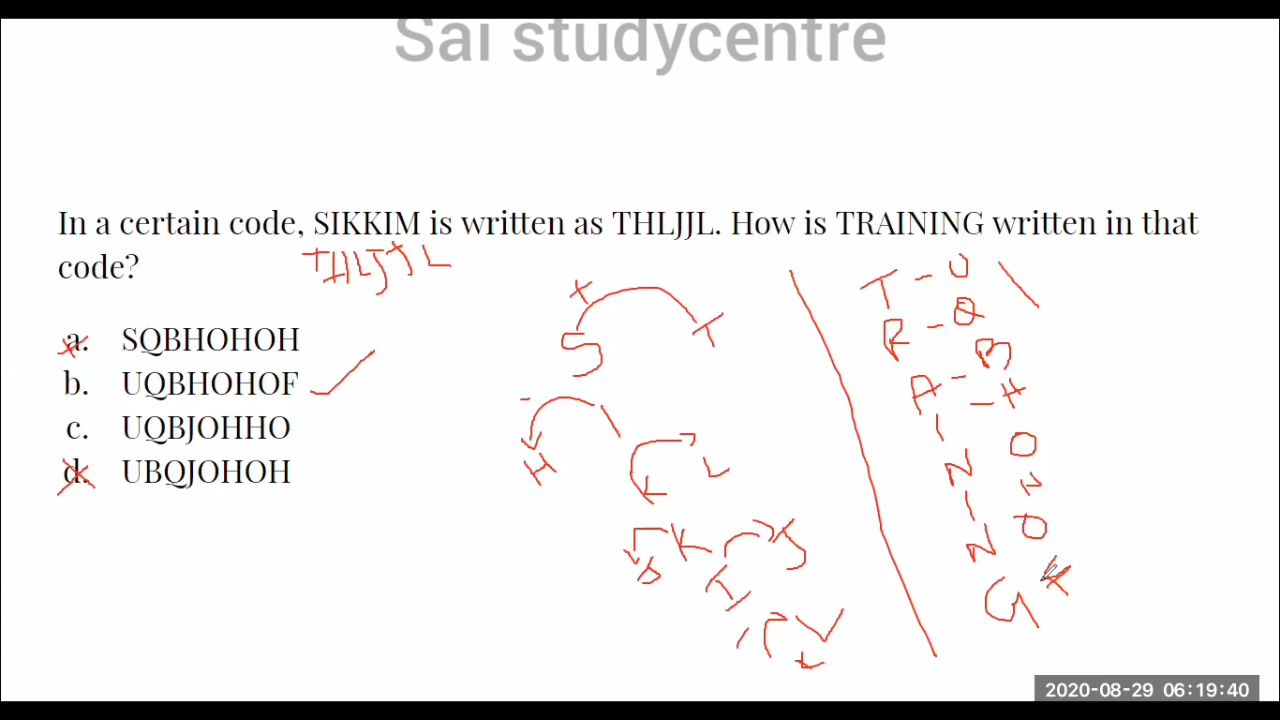 Sai studycentre
In a certain code, SIKKIM is written as THLJJL. How is TRAINING written in that
code?
THLJJL
a. SQBHOHOH
b. UQBHOHOF
c. UQBJOHHO
d. UBQJOHOH
+
S T
-
H I
K L
J K
I J
T - U
R - Q
A - B
I - H
N O
I H
N O
G
2020-08-29 06:19:40